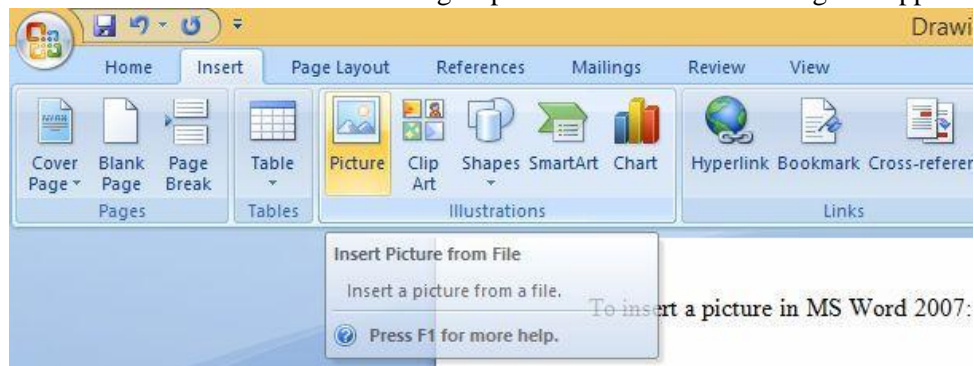 Drawi
Home Insert Page Layout References Mailings Review View
Cover Page Blank Page Page Break Table Picture Clip Art Shapes SmartArt Chart Hyperlink Bookmark Cross-referen
Pages Tables Illustrations Links
Insert Picture from File
Insert a picture from a file.
To insert a picture in MS Word 2007:
Press F1 for more help.